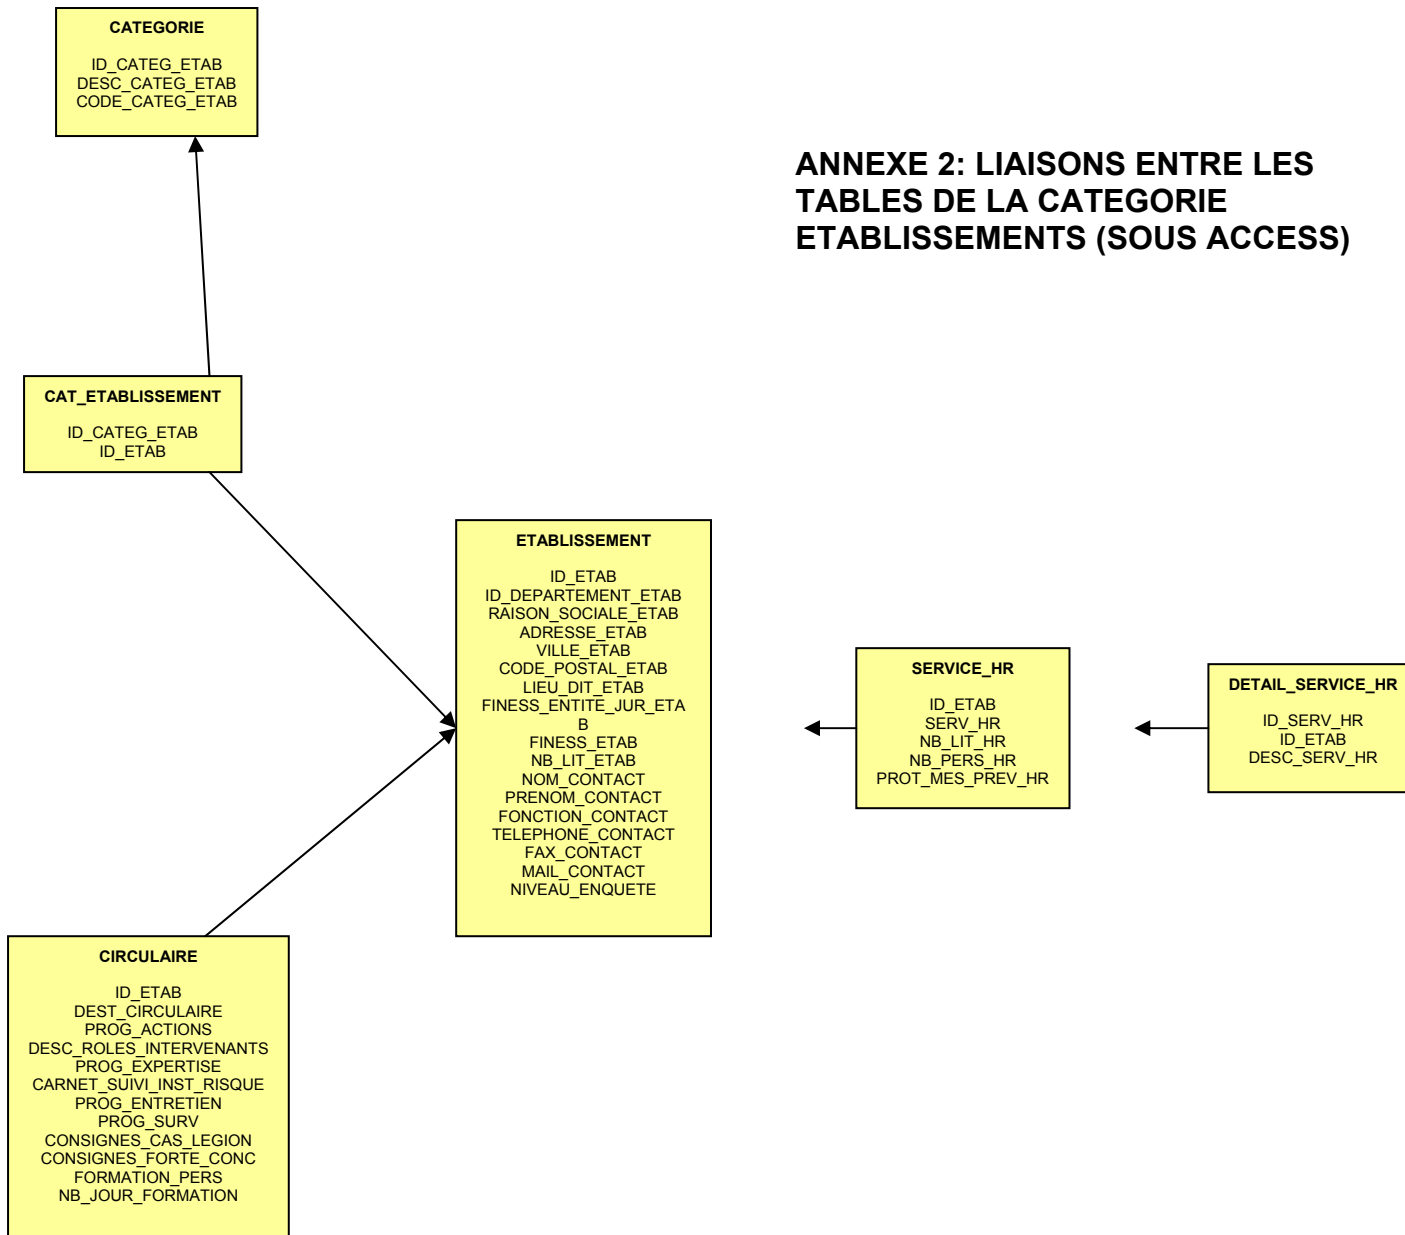 CATEGORIE
ID_CATEG_ETAB
DESC_CATEG_ETAB
CODE_CATEG_ETAB
ANNEXE 2: LIAISONS ENTRE LES
TABLES DE LA CATEGORIE
ETABLISSEMENTS (SOUS ACCESS)
CAT_ETABLISSEMENT
ID_CATEG_ETAB
ID_ETAB
ETABLISSEMENT
ID_ETAB
ID_DEPARTEMENT_ETAB
RAISON_SOCIALE_ETAB
ADRESSE_ETAB
VILLE_ETAB
CODE_POSTAL_ETAB
LIEU_DIT_ETAB
FINESS_ENTITE_JUR_ETA
B
FINESS_ETAB
NB_LIT_ETAB
NOM_CONTACT
PRENOM_CONTACT
FONCTION_CONTACT
TELEPHONE_CONTACT
FAX_CONTACT
MAIL_CONTACT
NIVEAU_ENQUETE
SERVICE_HR
ID_ETAB
SERV_HR
NB_LIT_HR
NB_PERS_HR
PROT_MES_PREV_HR
DETAIL_SERVICE_HR
ID_SERV_HR
ID_ETAB
DESC_SERV_HR
CIRCULAIRE
ID_ETAB
DEST_CIRCULAIRE
PROG_ACTIONS
DESC_ROLES_INTERVENANTS
PROG_EXPERTISE
CARNET_SUIVI_INST_RISQUE
PROG_ENTRETIEN
PROG_SURV
CONSIGNES_CAS_LEGION
CONSIGNES_FORTE_CONC
FORMATION_PERS
NB_JOUR_FORMATION